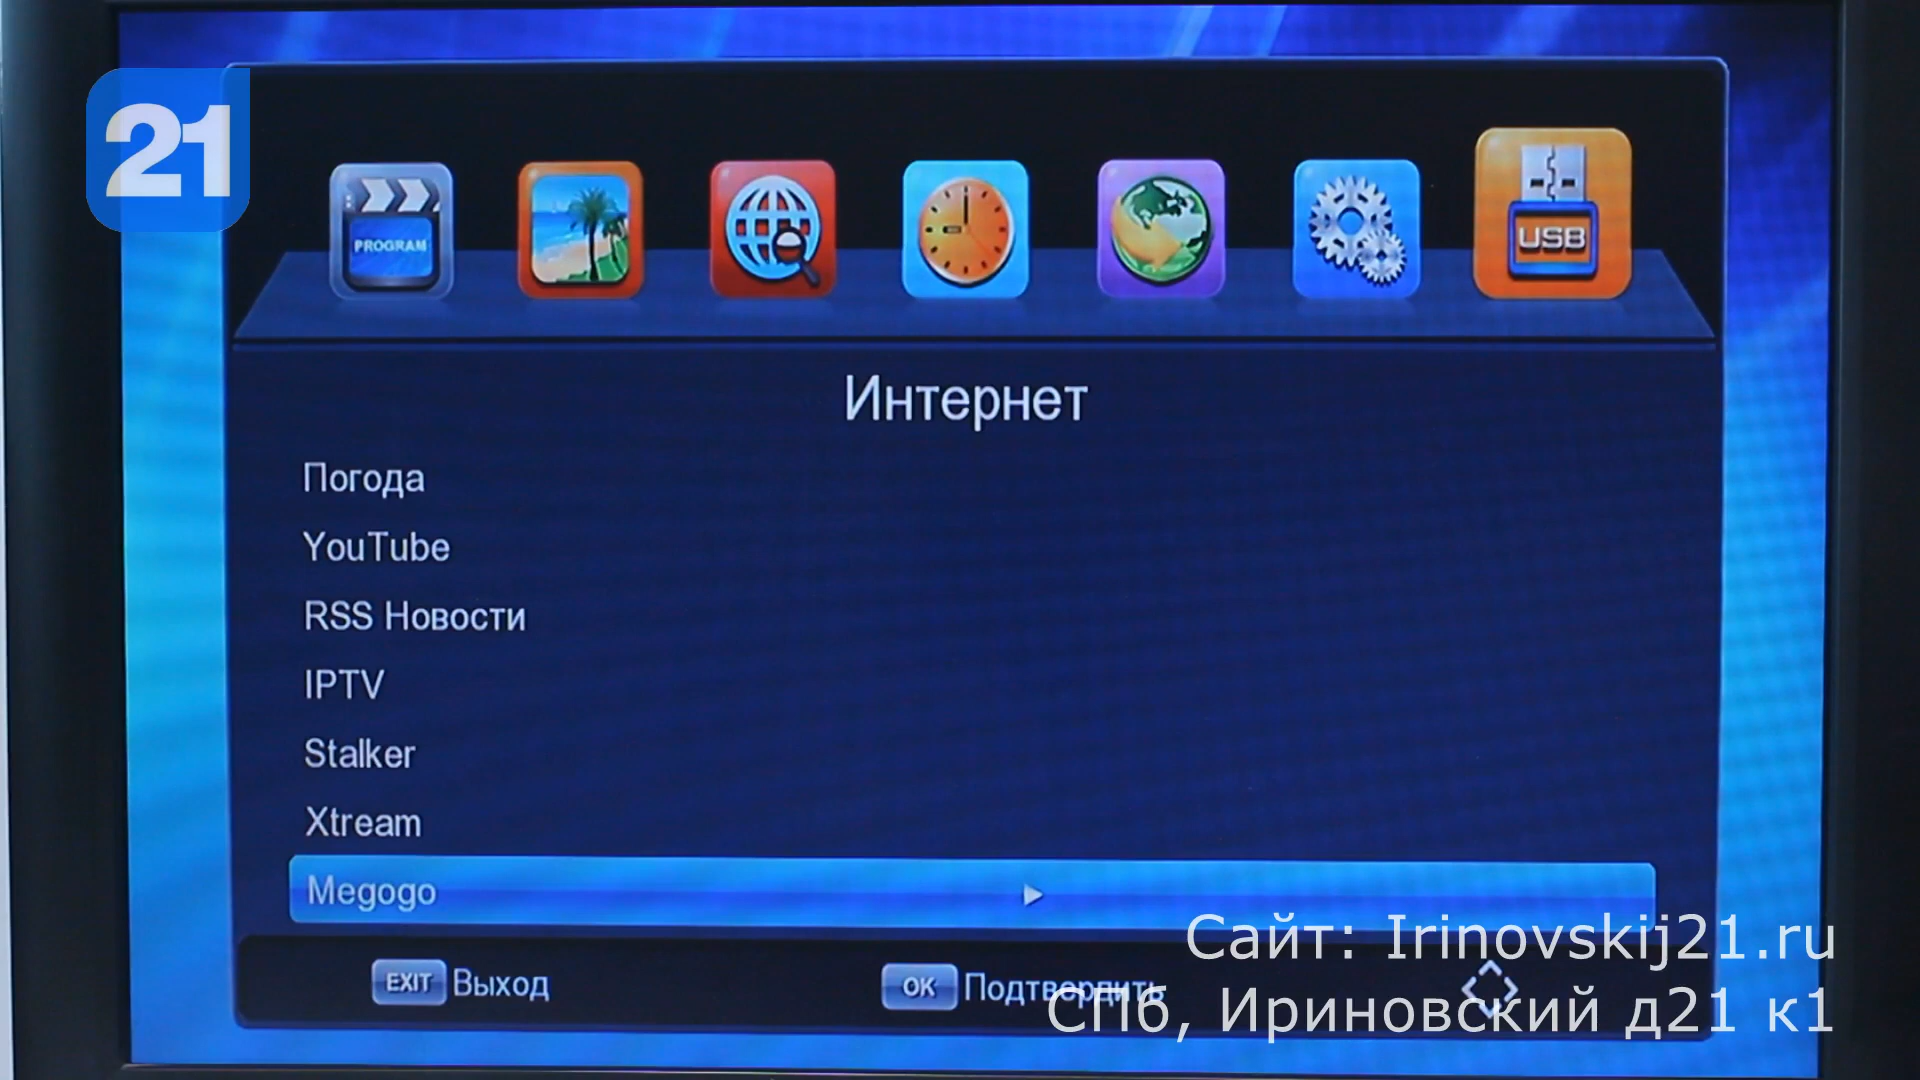 21
PROGRAM
USB
Интернет
Погода
YouTube
RSS Новости
IPTV
Stalker
Xtream
Megogo
Сайт: Irinovskij21.ru
EXIT Выход
OK Подтвердить
СПб, Ириновский д21 к1